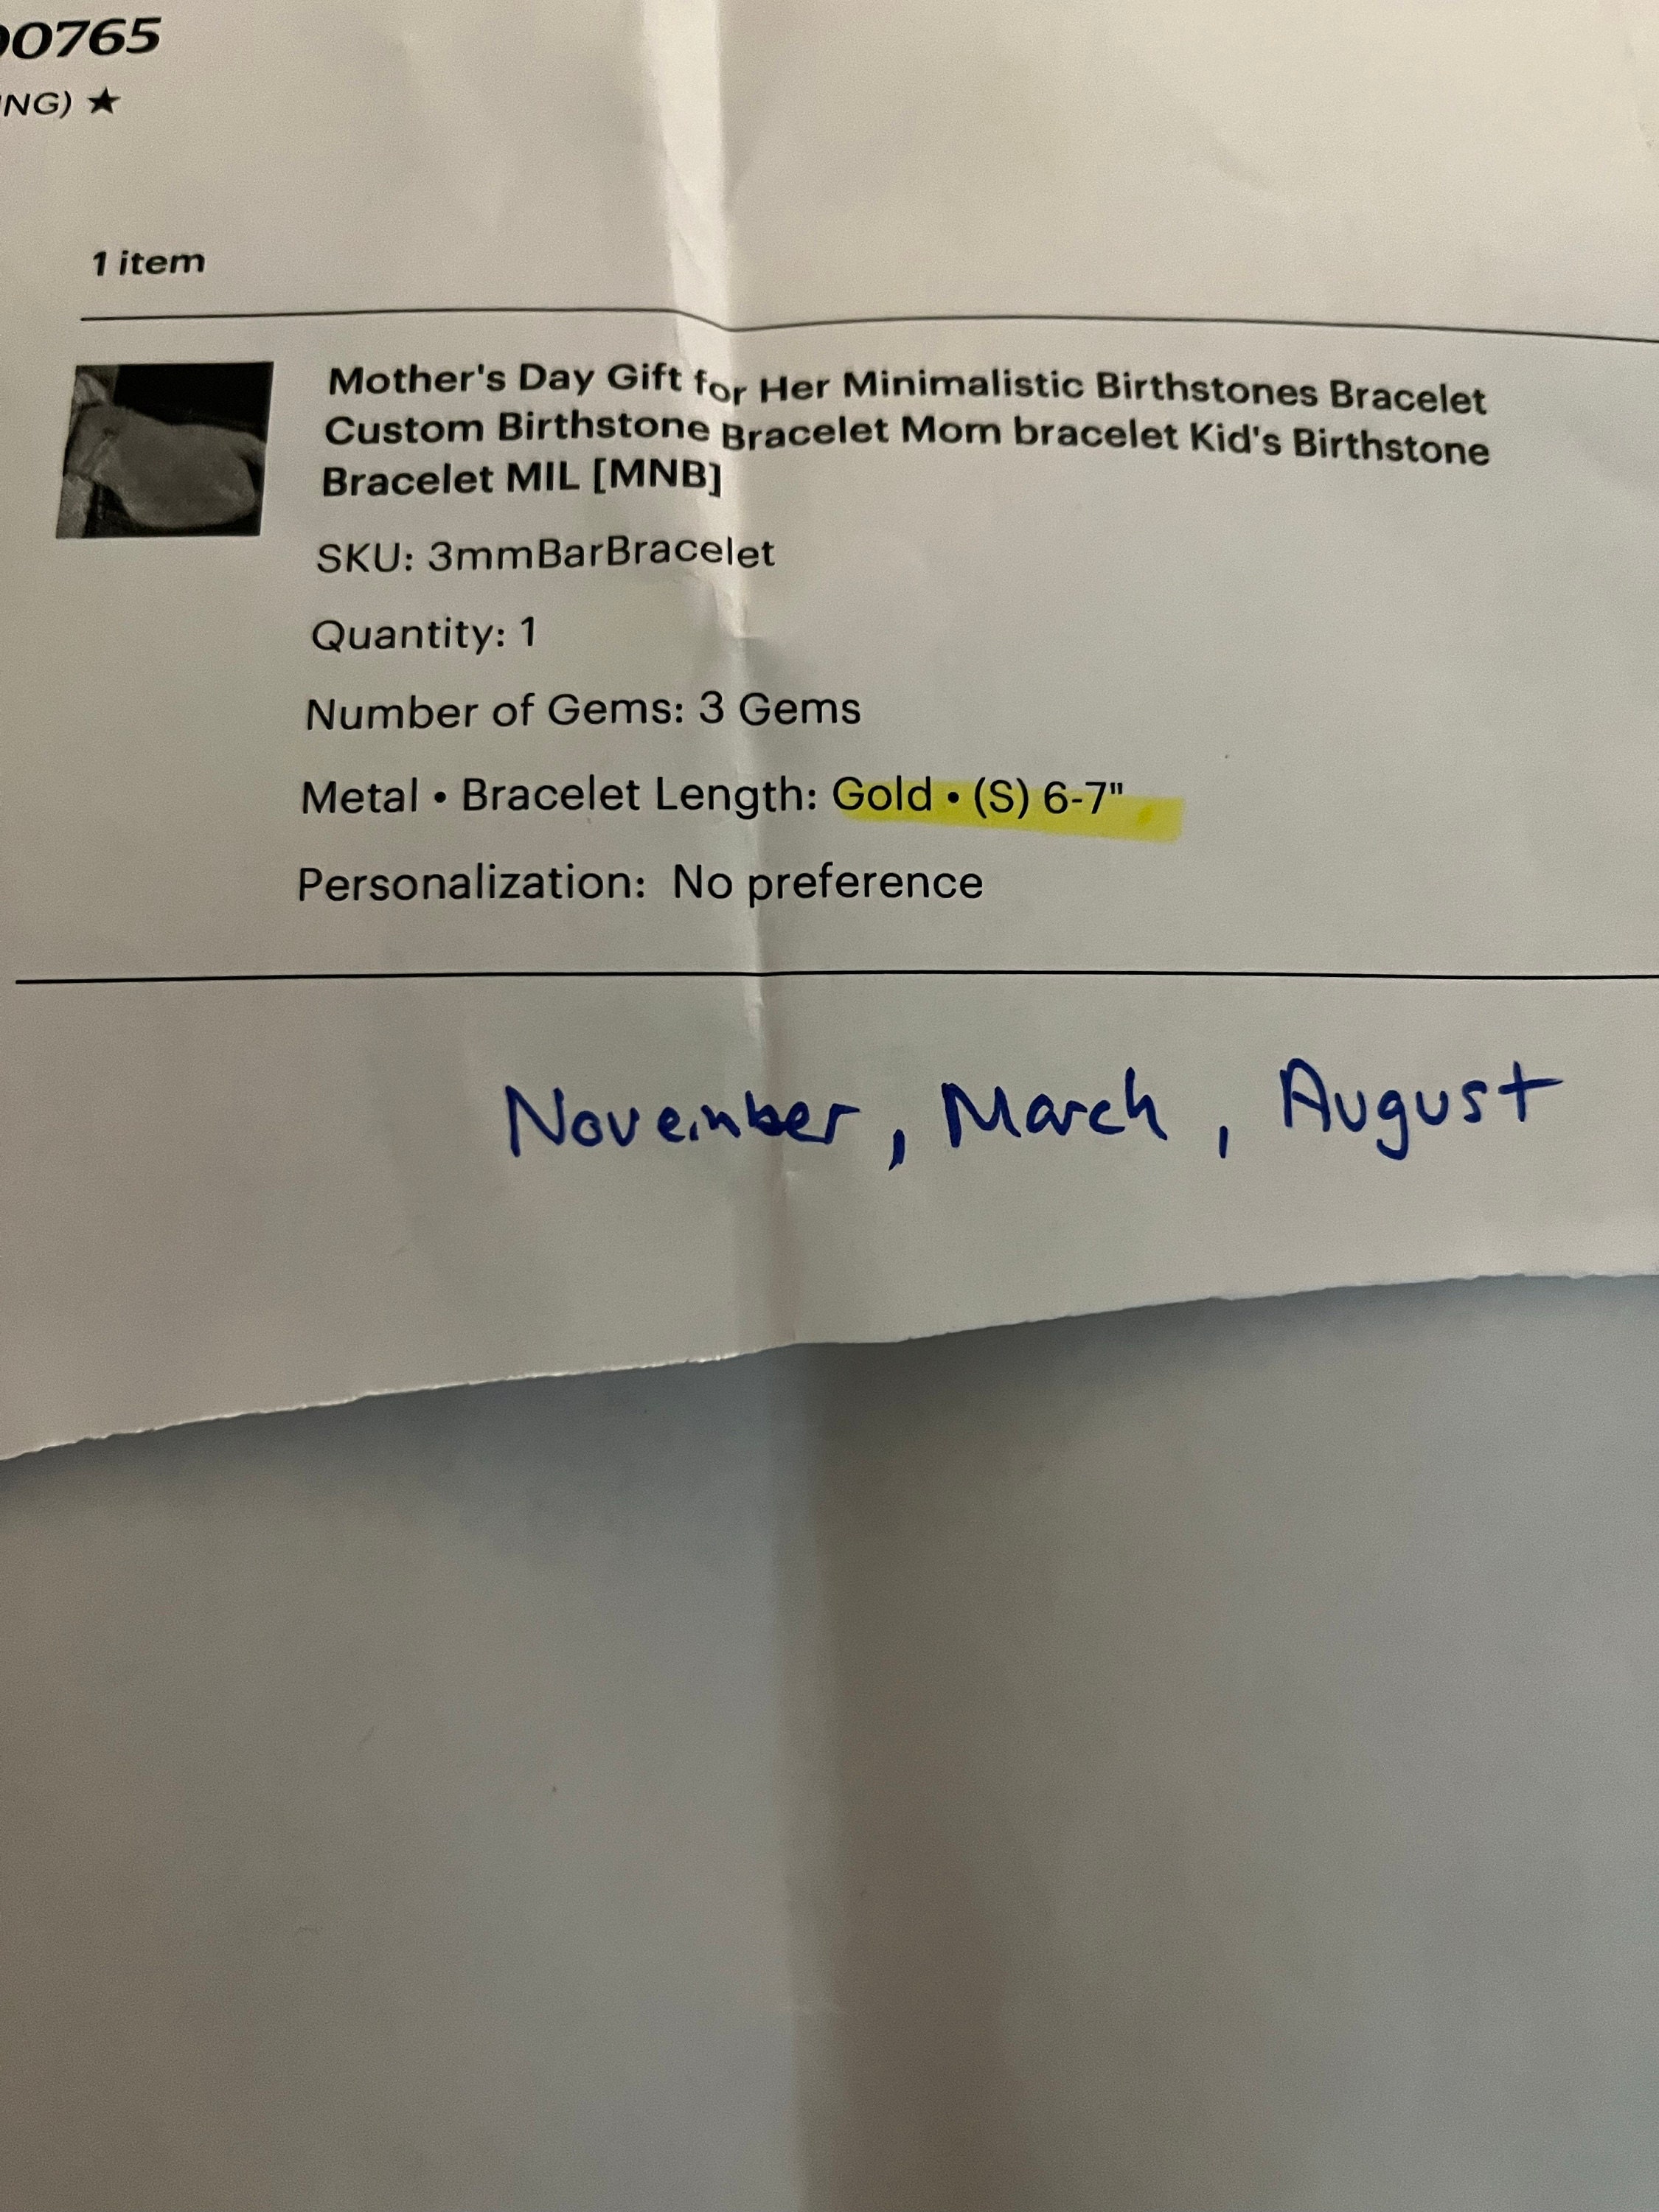 00765
NG) ★
1 item
Mother's Day Gift for Her Minimalistic Birthstones Bracelet
Custom Birthstone Bracelet Mom bracelet Kid's Birthstone
Bracelet MIL [MNB]
SKU: 3mmBarBracelet
Quantity: 1
Number of Gems: 3 Gems
Metal • Bracelet Length: Gold • (S) 6-7"
Personalization: No preference
November, March, August